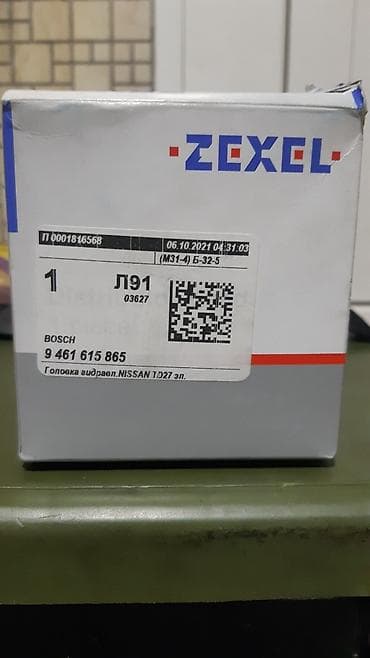 ZEXEL
П 0001816568 06.10.2021 04:31:03
(М31-4) Б-32-5
1 Л91
03627
BOSCH
9 461 615 865
Головка гидравл.NISSAN TD27 эл.